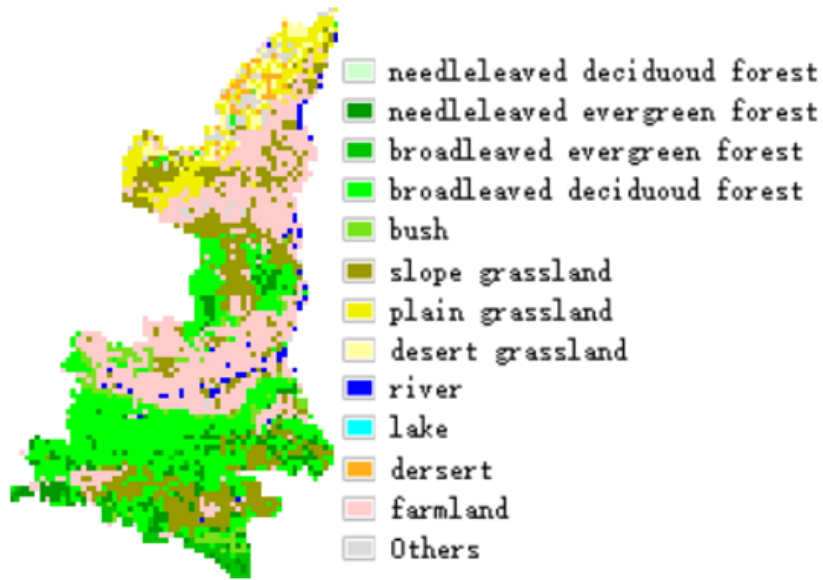 needleleaved deciduoud forest
needleleaved evergreen forest
broadleaved evergreen forest
broadleaved deciduoud forest
bush
slope grassland
plain grassland
desert grassland
river
lake
dersert
farmland
Others